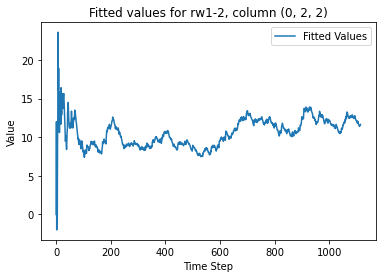 Fitted values for rw1-2, column (0, 2, 2)
Fitted Values
20
15
10
5
0
Value
0
200
400
600
800
1000
Time Step